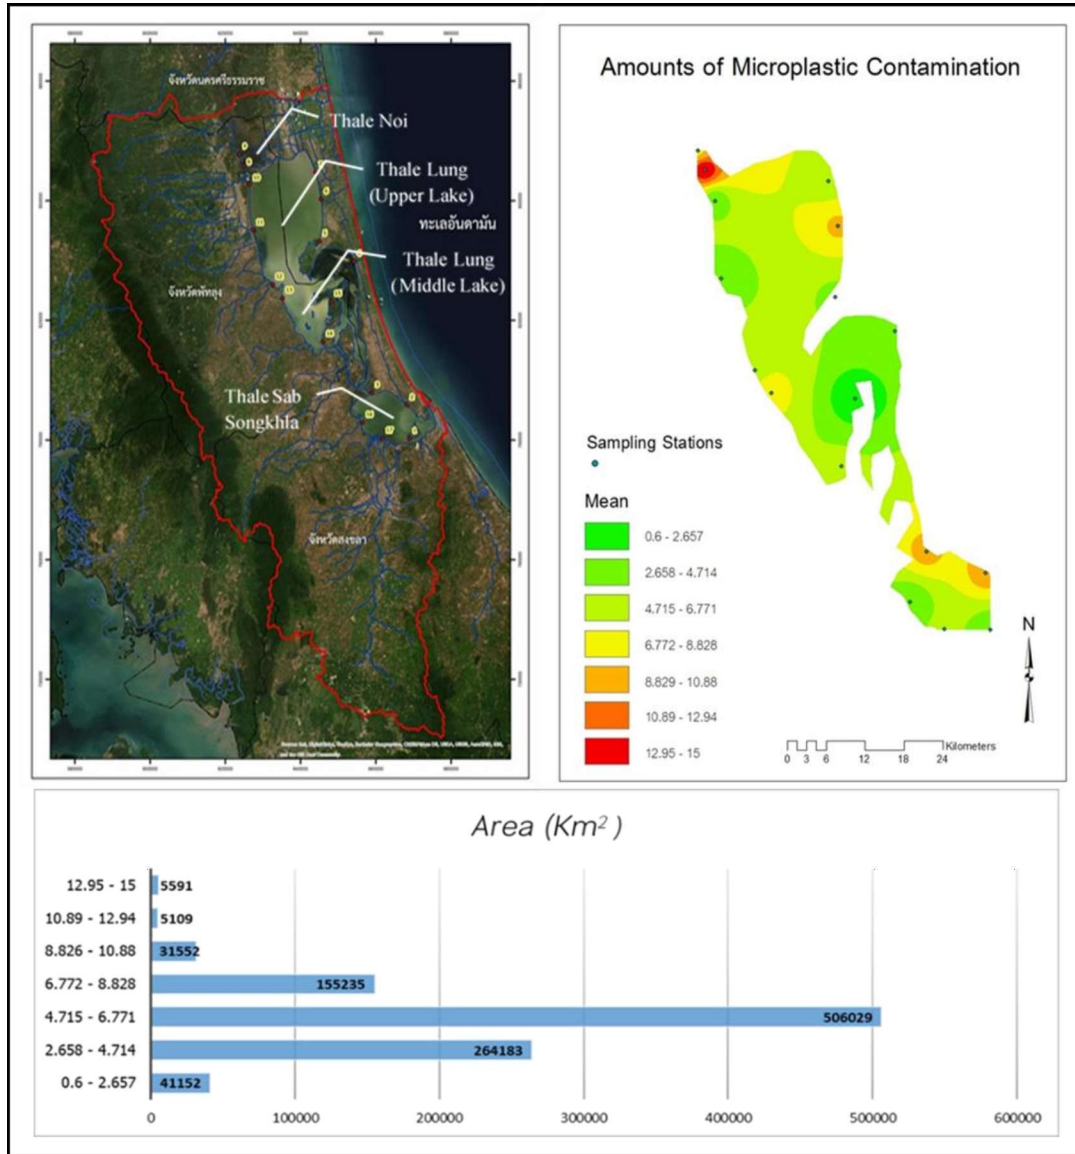 จังหวัดนครศรีธรรมราช
Thale Noi
Thale Lung
(Upper Lake)
ทะเลอันดามัน
Thale Lung
(Middle Lake)
จังหวัดพัทลุง
Thale Sab
Songkhla
จังหวัดสงขลา
Amounts of Microplastic Contamination
Sampling Stations
Mean
0.6 - 2.657
2.658 - 4.714
4.715 - 6.771
6.772 - 8.828
8.829 - 10.88
10.89 - 12.94
12.95 - 15
N
Kilometers
0 3 6 12 18 24
Area (Km²)
12.95 - 15 5591
10.89 - 12.94 5109
8.826 - 10.88 31552
6.772 - 8.828 155235
4.715 - 6.771 506029
2.658 - 4.714 264183
0.6 - 2.657 41152
0 100000 200000 300000 400000 500000 600000